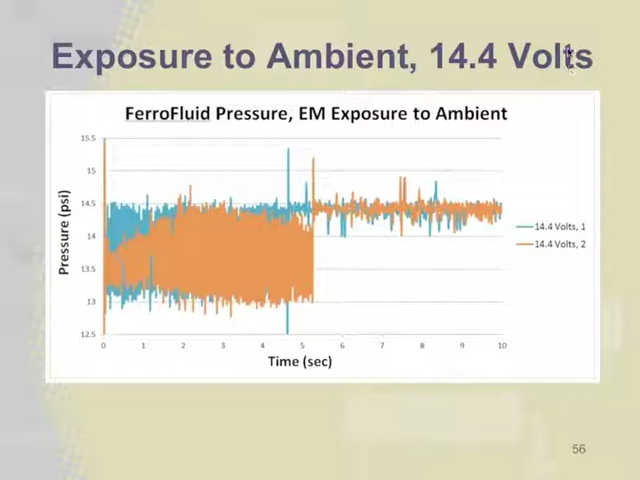 Exposure to Ambient, 14.4 Volts
FerroFluid Pressure, EM Exposure to Ambient
15.5
15
14.5
14
13.5
13
12.5
Pressure (psi)
0 1 2 3 4 5 6 7 8 9 10
Time (sec)
14.4 Volts, 1
14.4 Volts, 2
56